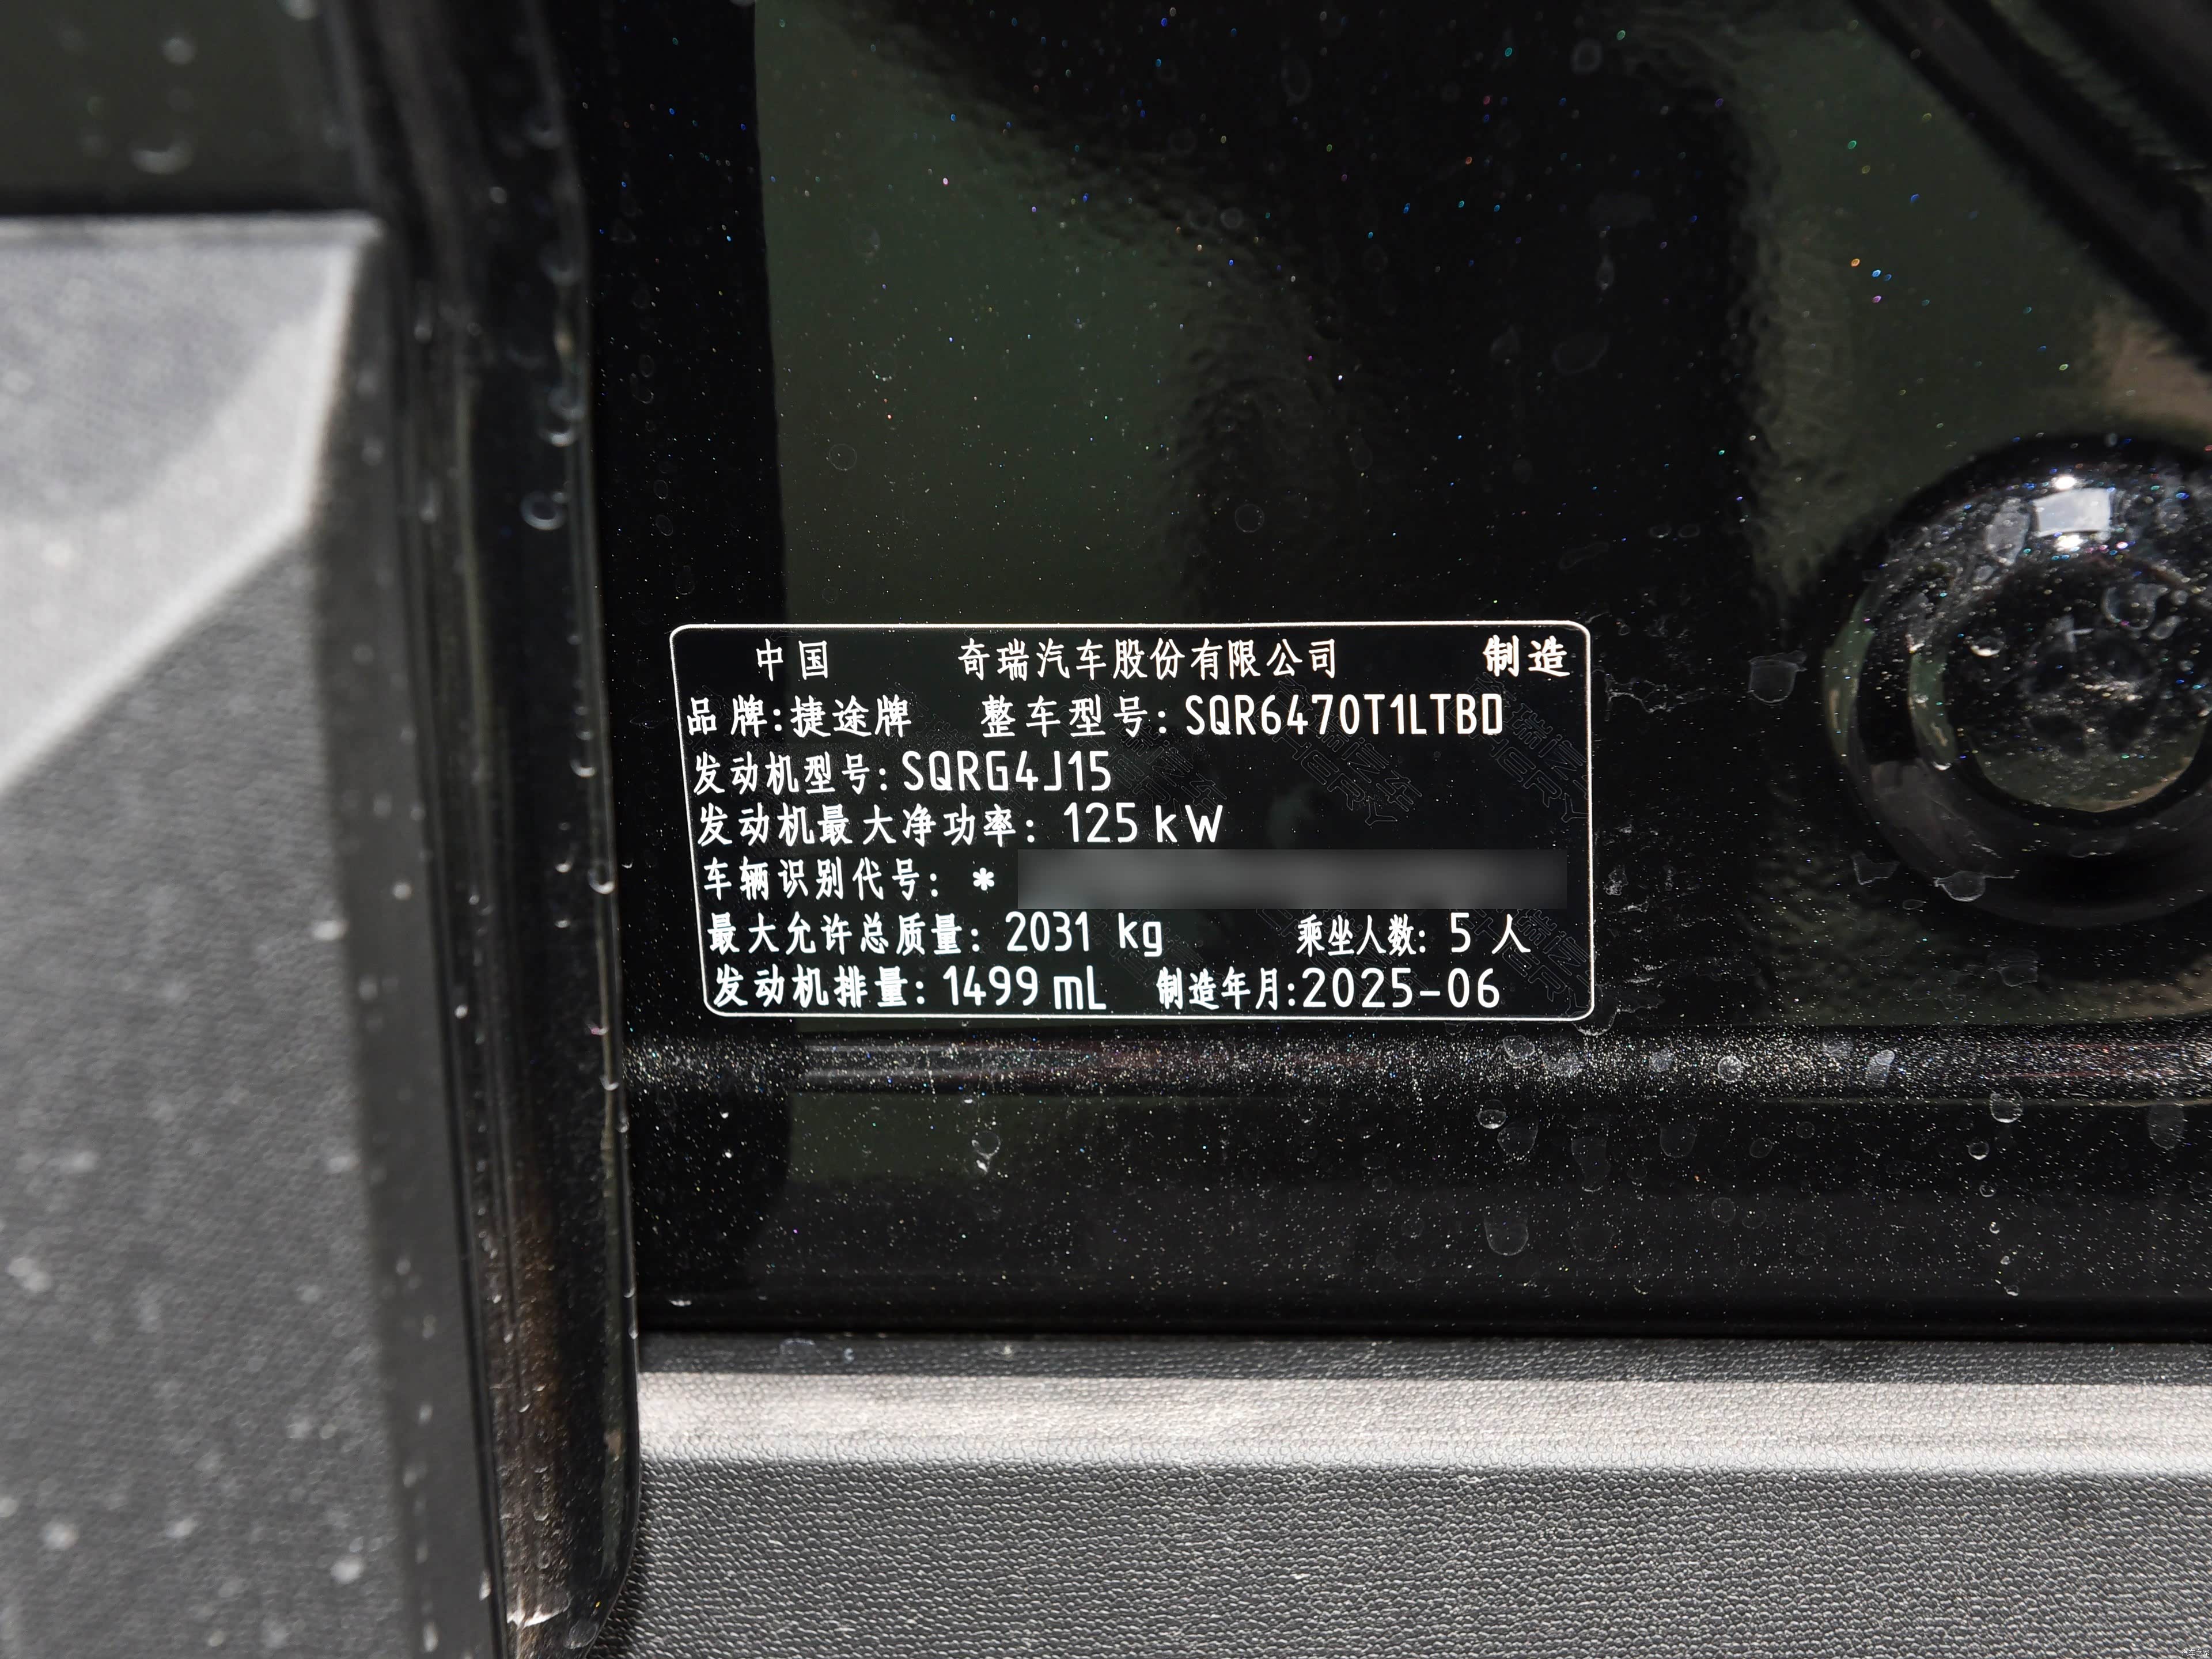 中国 奇瑞汽车股份有限公司 制造
品牌:捷途牌 整车型号:SQR6470T1LTBD
发动机型号:SQRG4J15
发动机最大净功率: 125 kW
车辆识别代号: *
最大允许总质量: 2031 kg 乘坐人数: 5 人
发动机排量: 1499 mL 制造年月:2025-06